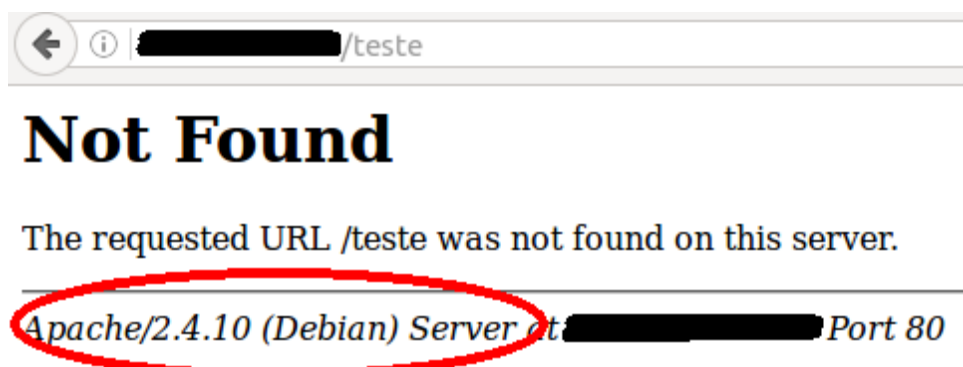 /teste
Not Found
The requested URL /teste was not found on this server.
Apache/2.4.10 (Debian) Server at Port 80